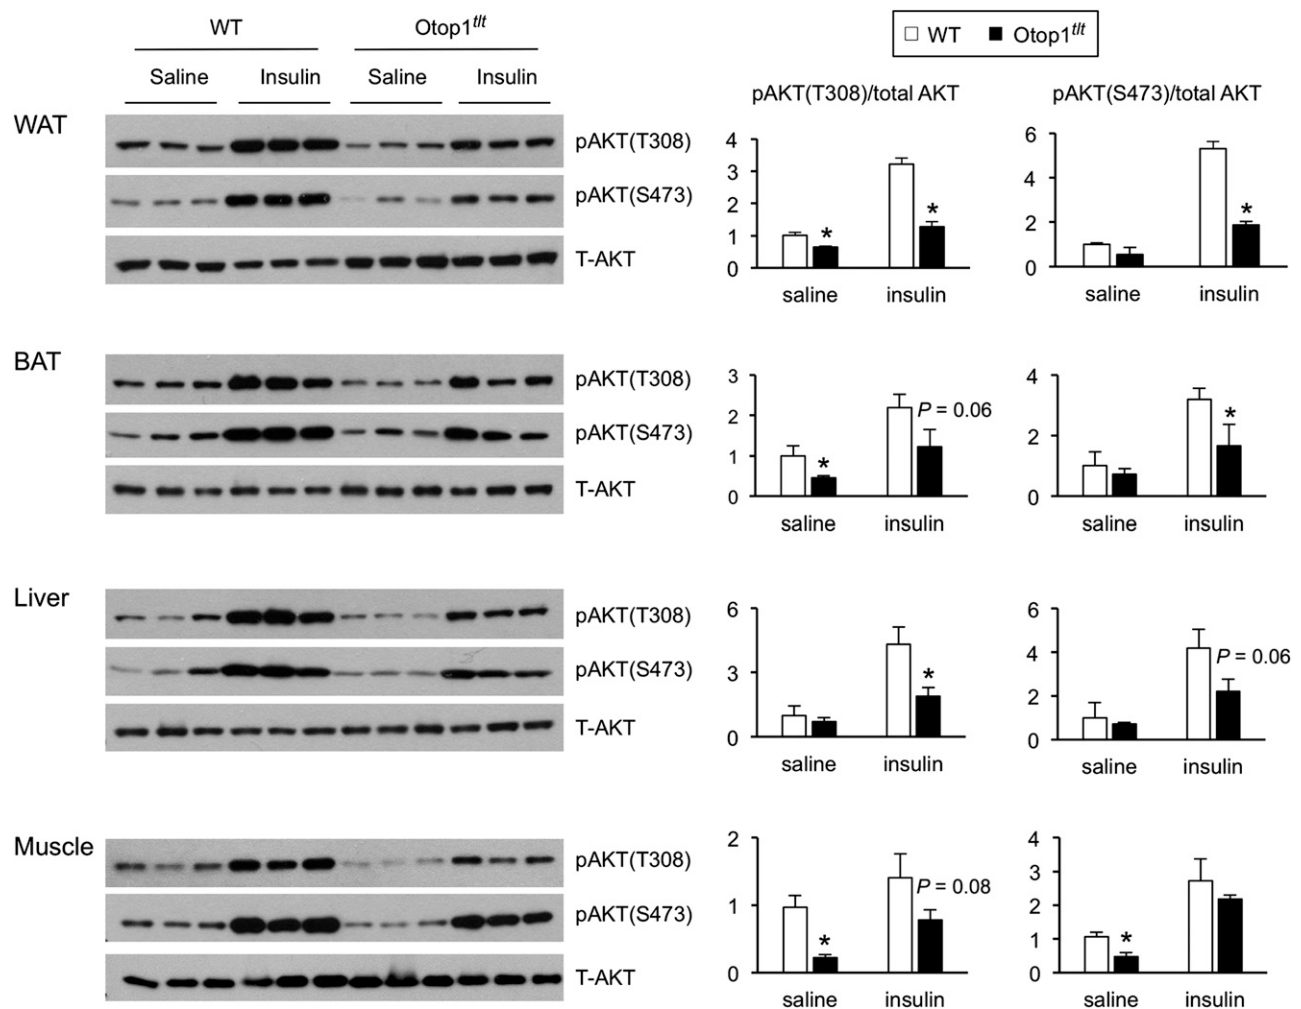 WT Otop1tlt
Saline Insulin Saline Insulin
WT Otop1tlt
pAKT(T308)/total AKT pAKT(S473)/total AKT
WAT
pAKT(T308)
pAKT(S473)
T-AKT
4
3
2
1
0
* *
saline insulin
6
4
2
0
*
saline insulin
BAT
pAKT(T308)
pAKT(S473)
T-AKT
3
2
1
0
* P = 0.06
saline insulin
4
2
0
*
saline insulin
Liver
pAKT(T308)
pAKT(S473)
T-AKT
6
3
0
*
saline insulin
6
4
2
0
P = 0.06
saline insulin
Muscle
pAKT(T308)
pAKT(S473)
T-AKT
2
1
0
* P = 0.08
saline insulin
4
3
2
1
0
*
saline insulin